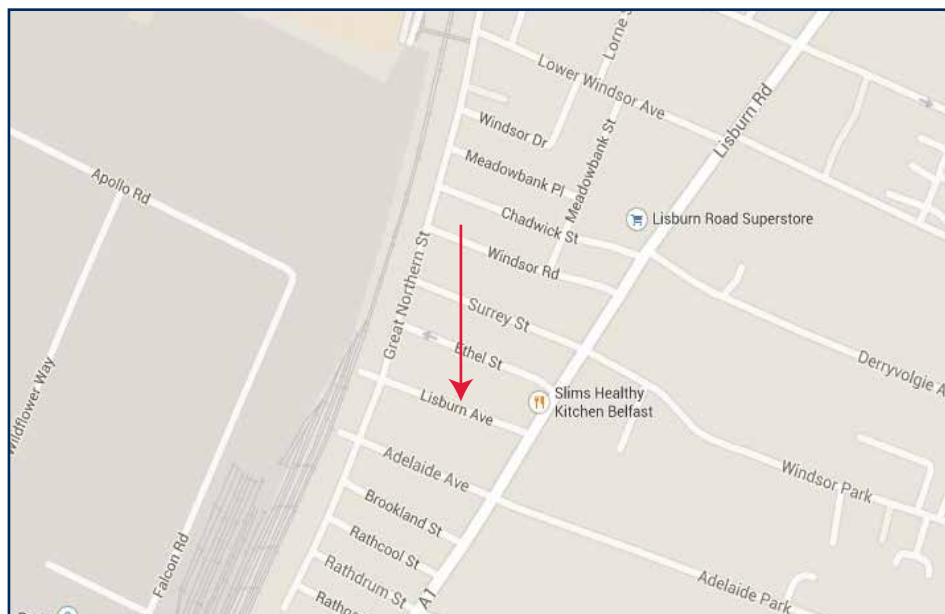 Lorne S
Lower Windsor Ave
Lisburn Rd
Windsor Dr
Meadowbank St
Meadowbank Pl
Apollo Rd
Chadwick St
Lisburn Road Superstore
Windsor Rd
Great Northern St
Surrey St
Ethel St
Derryvolgie A
Wildflower Way
Slims Healthy
Kitchen Belfast
Lisburn Ave
Adelaide Ave
Windsor Park
Brookland St
Rathcool St
Falcon Rd
Rathdrum St
A1
Adelaide Park